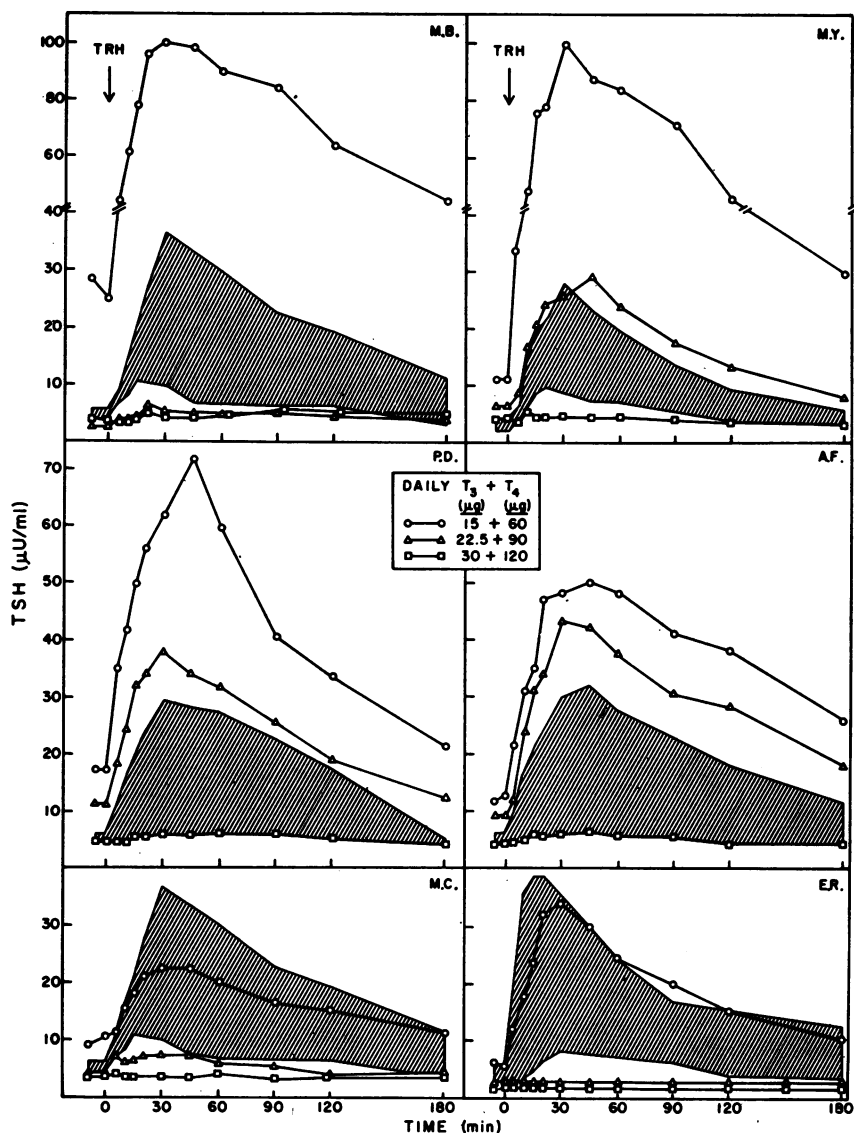 M.B.
M.Y.
TRH
TRH
100
80
60
40
40
30
20
10
P.D.
A.F.
DAILY T3 + T4
(μg) (μg)
15 + 60
22.5 + 90
30 + 120
70
60
50
40
30
20
10
TSH (μU/ml)
M.C.
E.R.
30
20
10
0 30 60 90 120 180
0 30 60 90 120 180
TIME (min)